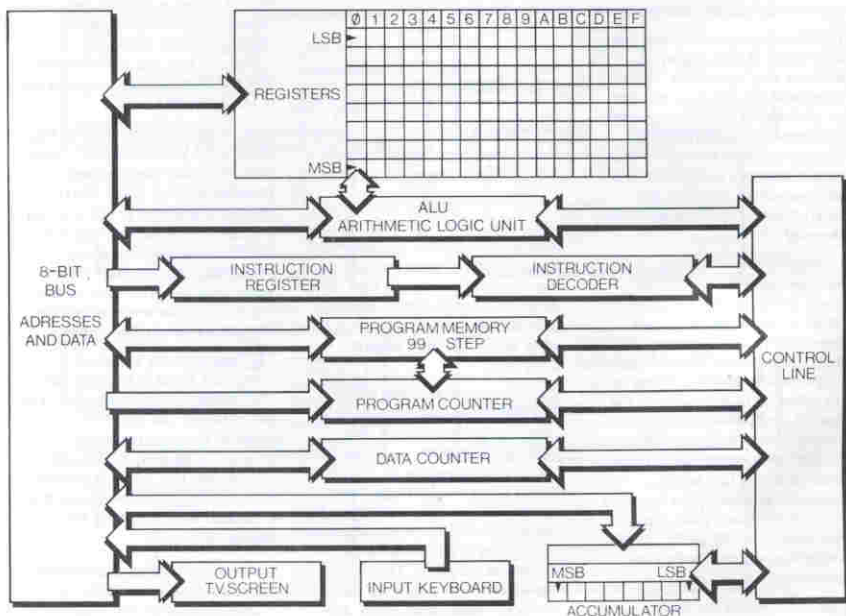 Ø 1 2 3 4 5 6 7 8 9 A B C D E F
LSB
REGISTERS
MSB
ALU
ARITHMETIC LOGIC UNIT
8-BIT
BUS
ADRESSES
AND DATA
INSTRUCTION
REGISTER
INSTRUCTION
DECODER
PROGRAM MEMORY
99 STEP
CONTROL
LINE
PROGRAM COUNTER
DATA COUNTER
OUTPUT
T.V.SCREEN
INPUT KEYBOARD
MSB LSB
ACCUMULATOR